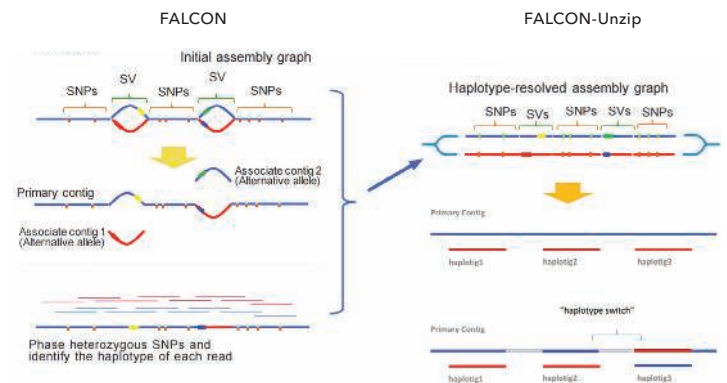 FALCON
Initial assembly graph
SNPs SV SNPs SV SNPs
Primary contig
Associate contig 2
(Alternative allele)
Associate contig 1
(Alternative allele)
Phase heterozygous SNPs and
identify the haplotype of each read
FALCON-Unzip
Haplotype-resolved assembly graph
SNPs SVs SNPs SVs SNPs
Primary Contig
haplotig1 haplotig2 haplotig3
"haplotype switch"
Primary Contig
haplotig1 haplotig2 haplotig3